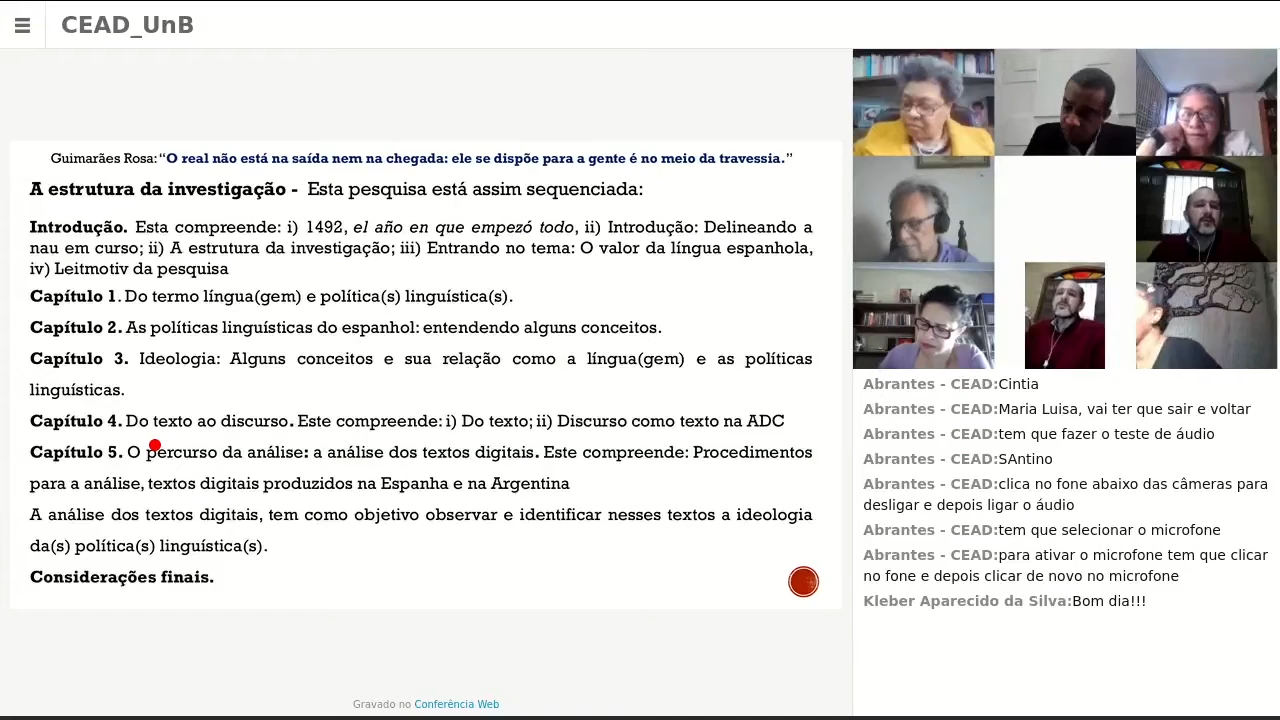 CEAD_UnB
Guimarães Rosa: “O real não está na saída nem na chegada: ele se dispõe para a gente é no meio da travessia.”
A estrutura da investigação - Esta pesquisa está assim sequenciada:
Introdução. Esta compreende: i) 1492, el año en que empezó todo, ii) Introdução: Delineando a
nau em curso; ii) A estrutura da investigação; iii) Entrando no tema: O valor da língua espanhola,
iv) Leitmotiv da pesquisa
Capítulo 1. Do termo língua(gem) e política(s) linguística(s).
Capítulo 2. As políticas linguísticas do espanhol: entendendo alguns conceitos.
Capítulo 3. Ideologia: Alguns conceitos e sua relação como a língua(gem) e as políticas
linguísticas.
Capítulo 4. Do texto ao discurso. Este compreende: i) Do texto; ii) Discurso como texto na ADC
Capítulo 5. O percurso da análise: a análise dos textos digitais. Este compreende: Procedimentos
para a análise, textos digitais produzidos na Espanha e na Argentina
A análise dos textos digitais, tem como objetivo observar e identificar nesses textos a ideologia
da(s) política(s) linguística(s).
Considerações finais.
Gravado no Conferência Web
Abrantes - CEAD:Cintia
Abrantes - CEAD:Maria Luisa, vai ter que sair e voltar
Abrantes - CEAD:tem que fazer o teste de áudio
Abrantes - CEAD:SAntino
Abrantes - CEAD:clica no fone abaixo das câmeras para
desligar e depois ligar o áudio
Abrantes - CEAD:tem que selecionar o microfone
Abrantes - CEAD:para ativar o microfone tem que clicar
no fone e depois clicar de novo no microfone
Kleber Aparecido da Silva:Bom dia!!!